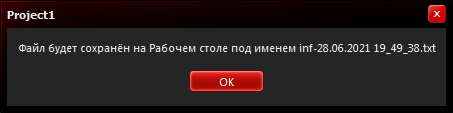 Project1
Файл будет сохранён на Рабочем столе под именем inf-28.06.2021 19_49_38.txt
OK